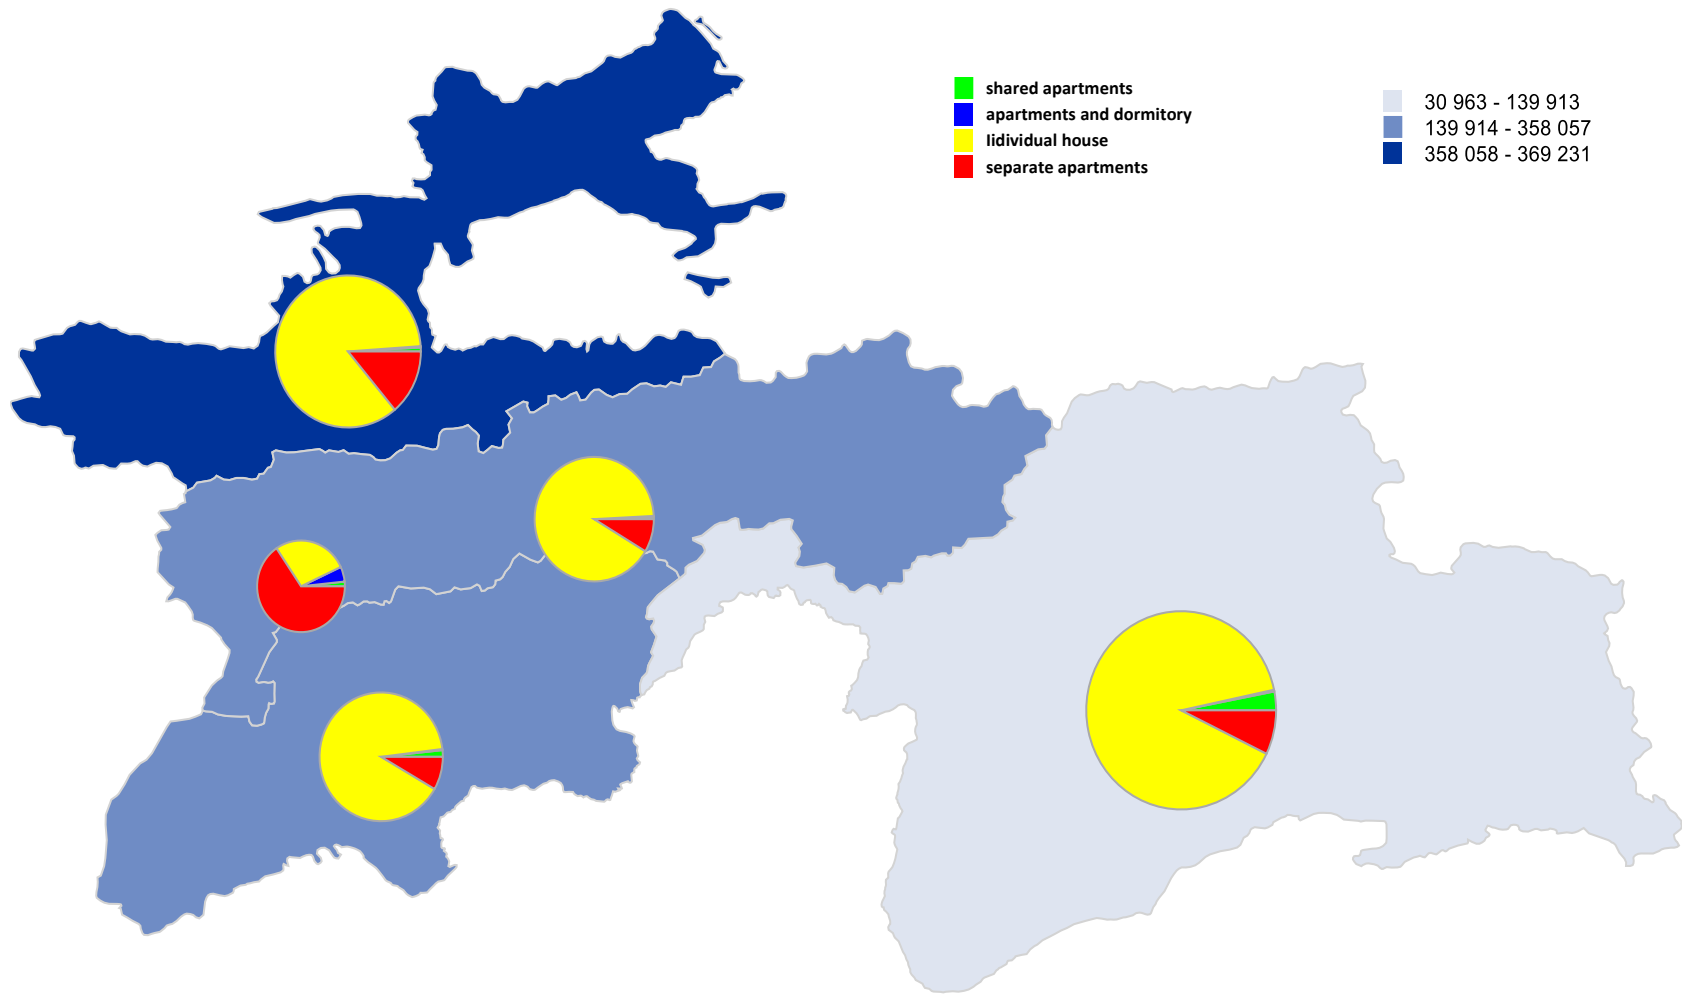 shared apartments
apartments and dormitory
Iidividual house
separate apartments
30 963 - 139 913
139 914 - 358 057
358 058 - 369 231